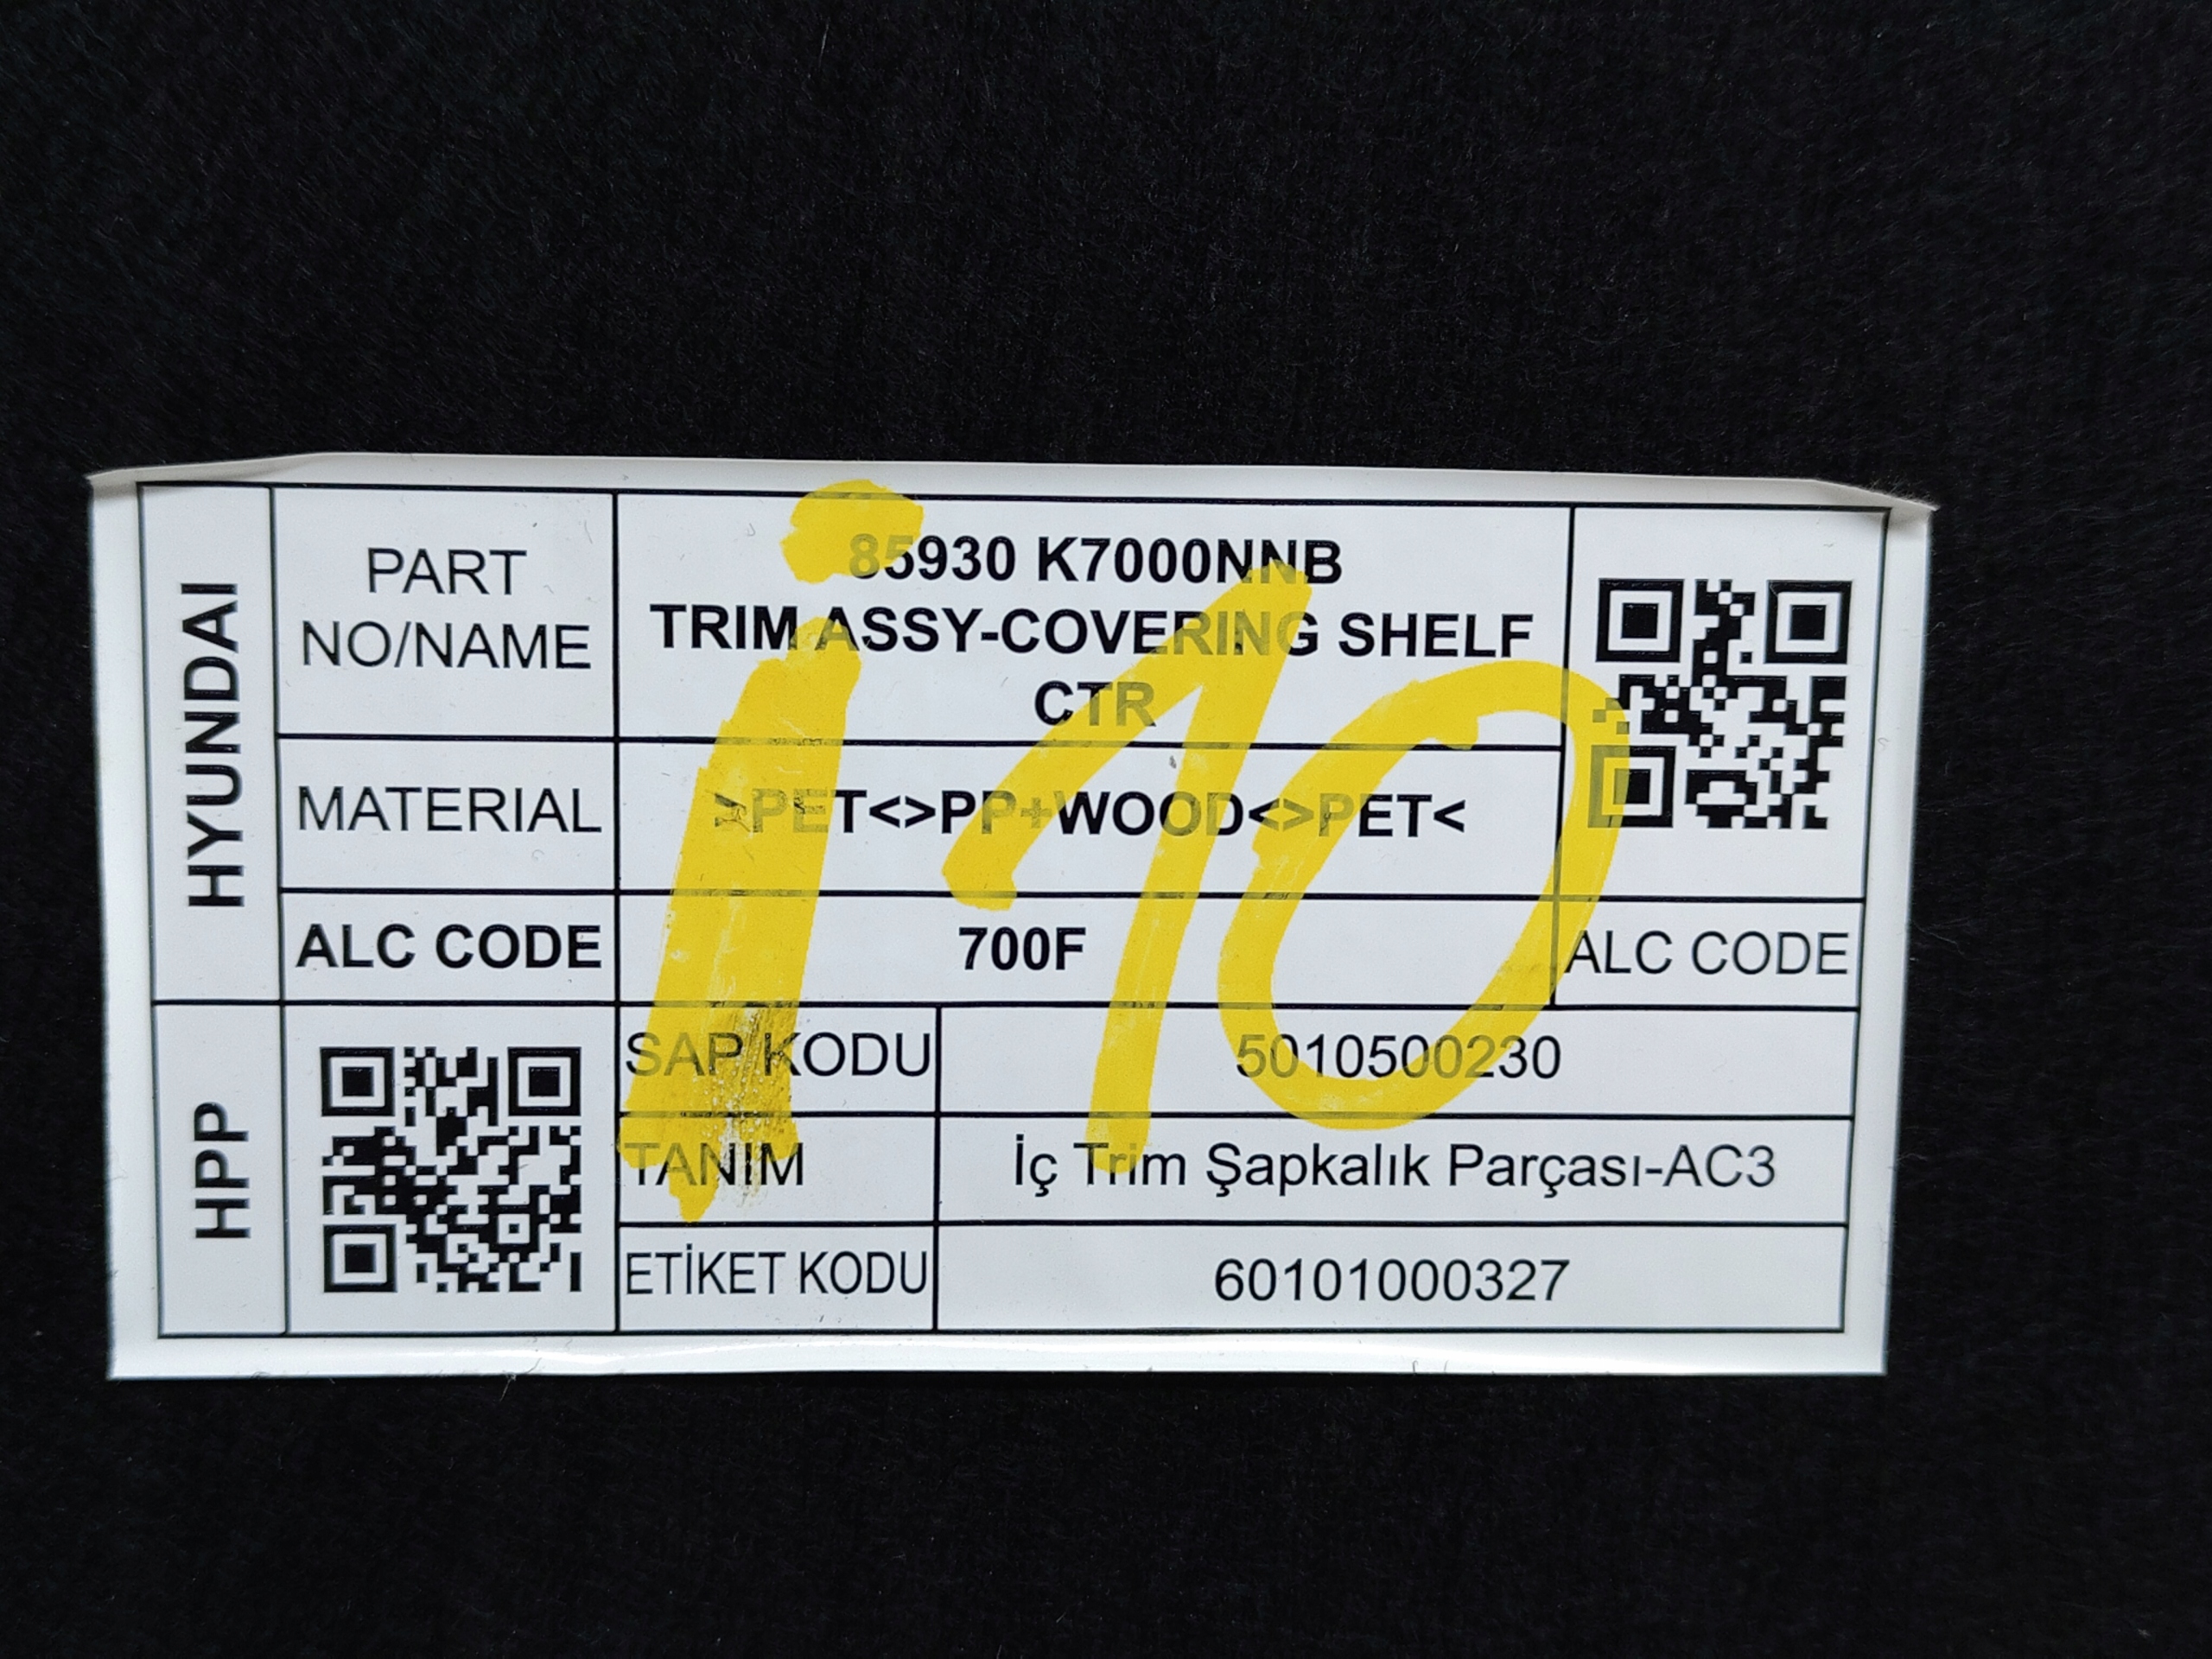 HYUNDAI
PART
NO/NAME
85930 K7000NNB
TRIM ASSY-COVERING SHELF
CTR
MATERIAL
>PET<>PP+WOOD<>PET<
ALC CODE
700F
ALC CODE
HPP
SAP KODU
5010500230
TANIM
İç Trim Şapkalık Parçası-AC3
ETİKET KODU
60101000327
i10